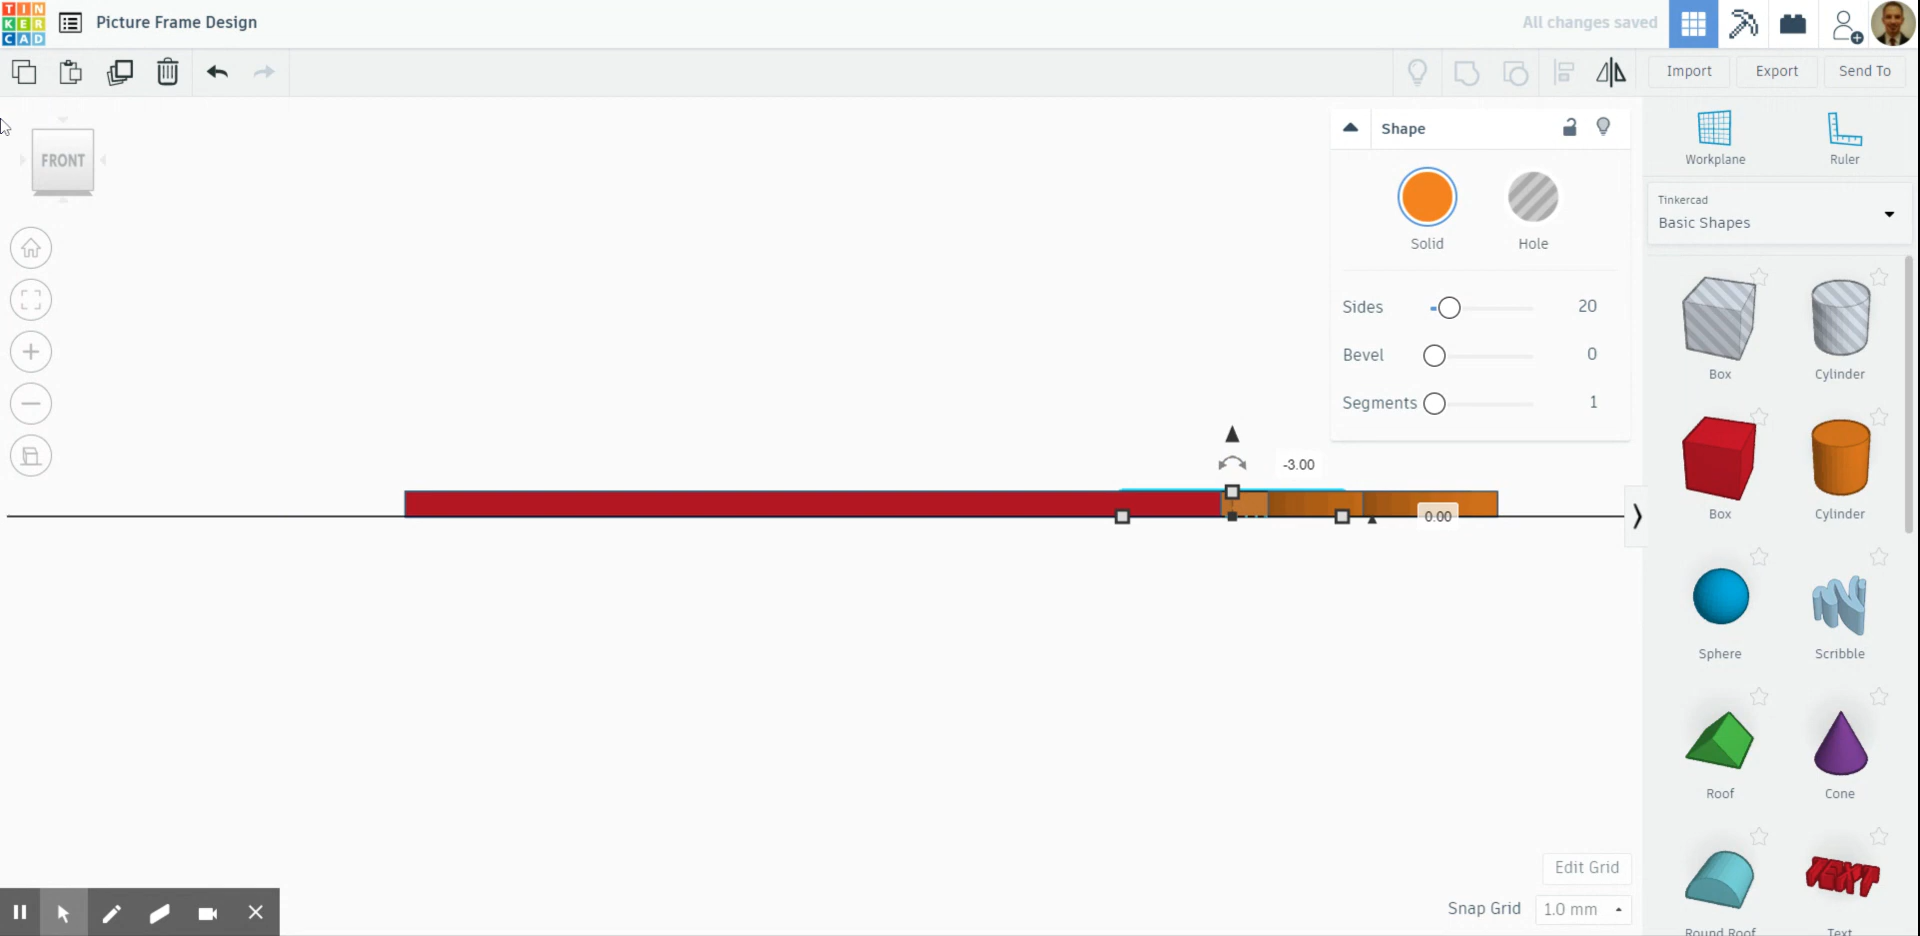 TIN
KER
CAD
Picture Frame Design
All changes saved
Import
Export
Send To
FRONT
Shape
Solid
Hole
Sides
20
Bevel
0
Segments
1
-3.00
0.00
Workplane
Ruler
Tinkercad
Basic Shapes
Box
Cylinder
Box
Cylinder
Sphere
Scribble
Roof
Cone
TEXT
Round Roof
Text
Edit Grid
Snap Grid
1.0 mm